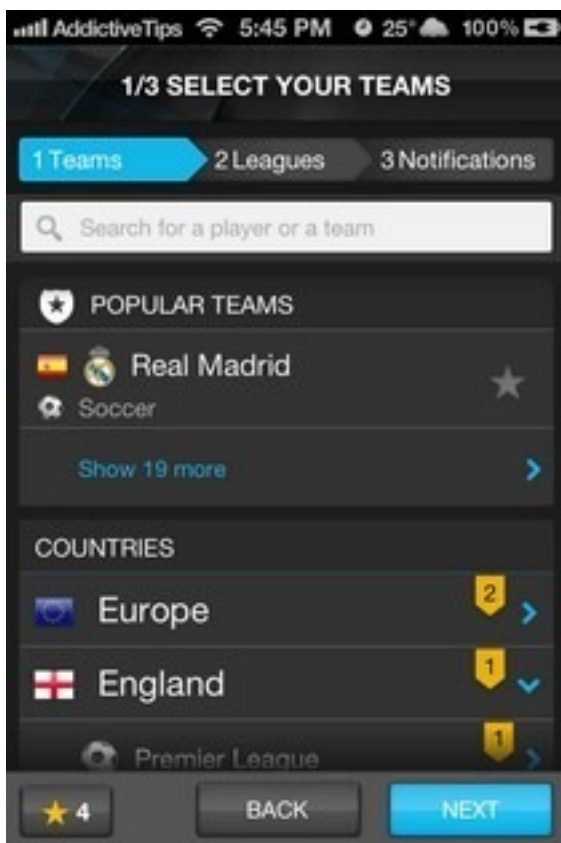 AddictiveTips 5:45 PM 25° 100%
1/3 SELECT YOUR TEAMS
1 Teams 2 Leagues 3 Notifications
Search for a player or a team
POPULAR TEAMS
Real Madrid
Soccer
Show 19 more
COUNTRIES
Europe 2
England 1
Premier League 1
4 BACK NEXT